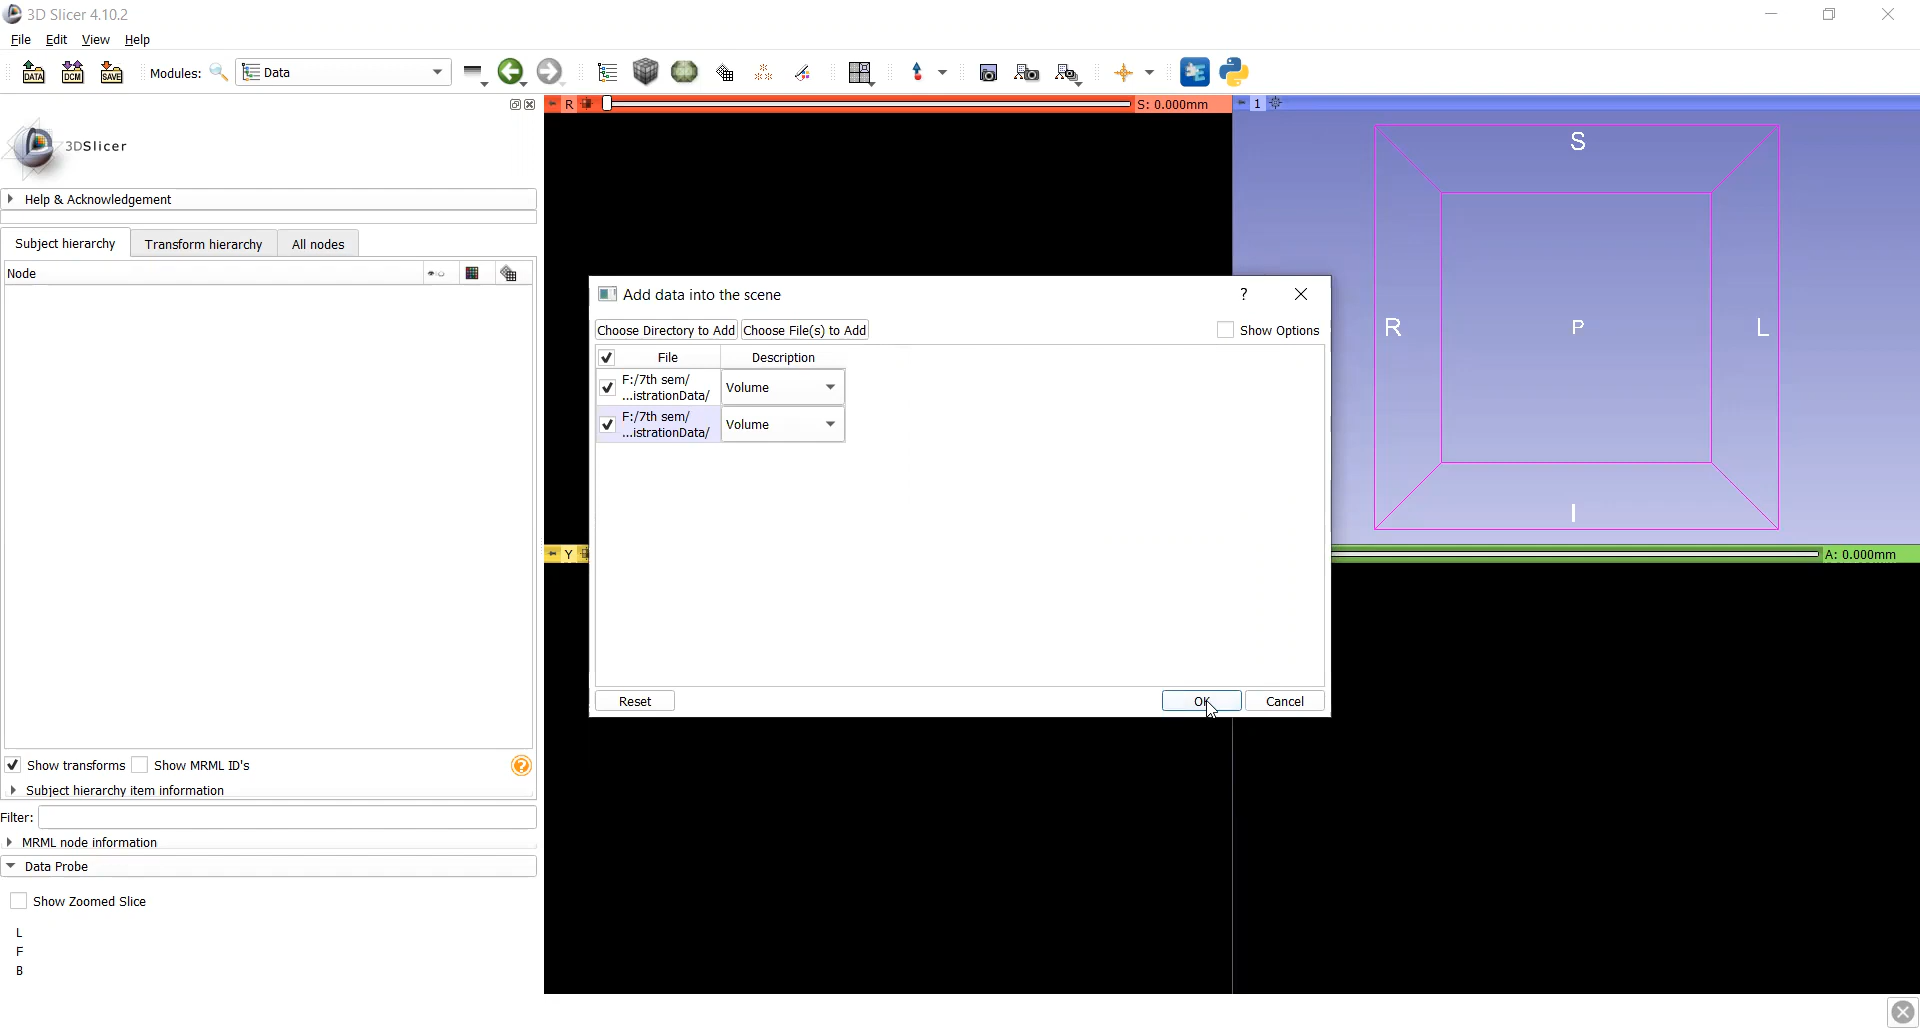 3D Slicer 4.10.2
File Edit View Help
DATA DCM SAVE Modules: Data
R S: 0.000mm 1
3DSlicer
Help & Acknowledgement
Subject hierarchy Transform hierarchy All nodes
Node
S
R P L
I
Add data into the scene ?
Choose Directory to Add Choose File(s) to Add Show Options
File Description
F:/7th sem/
...istrationData/ Volume
F:/7th sem/
...istrationData/ Volume
Reset OK Cancel
Y A: 0.000mm
Show transforms Show MRML ID's ?
Subject hierarchy item information
Filter:
MRML node information
Data Probe
Show Zoomed Slice
L
F
B